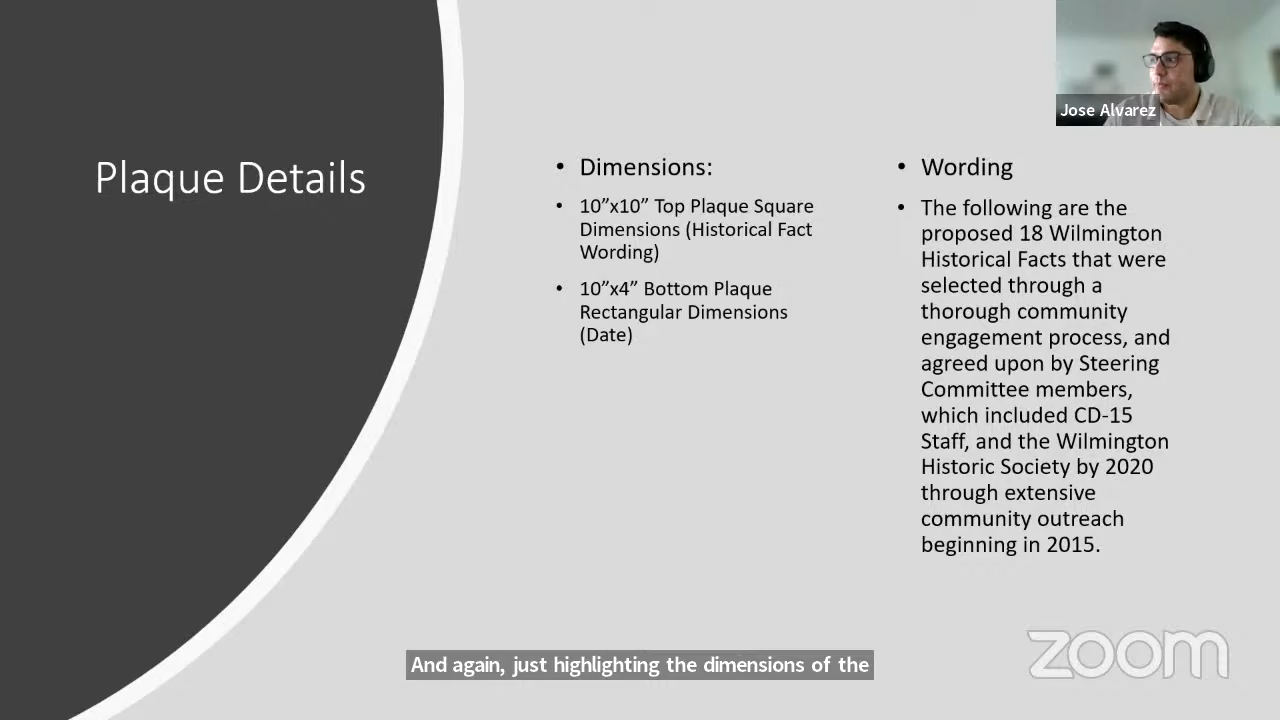 Jose Alvarez
Plaque Details
• Dimensions:
• 10”x10” Top Plaque Square
Dimensions (Historical Fact
Wording)
• 10”x4” Bottom Plaque
Rectangular Dimensions
(Date)
• Wording
• The following are the
proposed 18 Wilmington
Historical Facts that were
selected through a
thorough community
engagement process, and
agreed upon by Steering
Committee members,
which included CD-15
Staff, and the Wilmington
Historic Society by 2020
through extensive
community outreach
beginning in 2015.
And again, just highlighting the dimensions of the
zoom